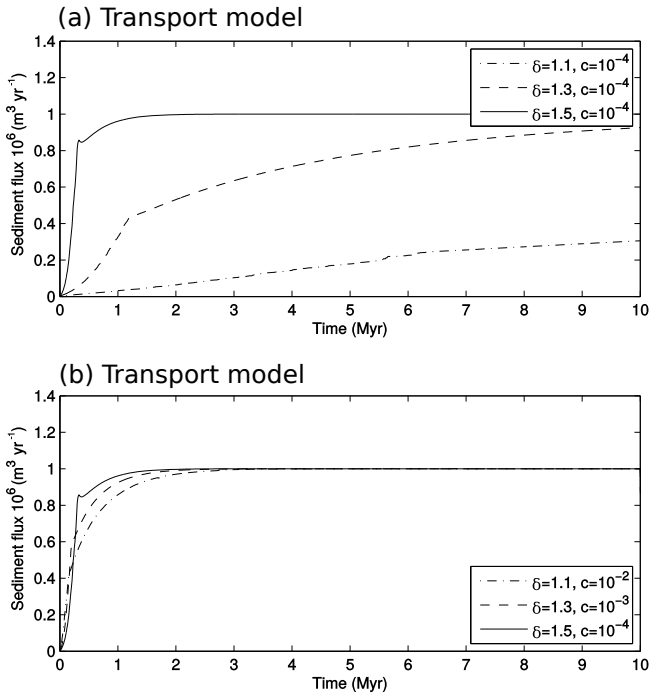 (a) Transport model
1.4
1.2
1
0.8
0.6
0.4
0.2
0
Sediment flux 10⁶ (m³ yr⁻¹)
δ=1.1, c=10⁻⁴
δ=1.3, c=10⁻⁴
δ=1.5, c=10⁻⁴
0 1 2 3 4 5 6 7 8 9 10
Time (Myr)
(b) Transport model
1.4
1.2
1
0.8
0.6
0.4
0.2
0
Sediment flux 10⁶ (m³ yr⁻¹)
δ=1.1, c=10⁻²
δ=1.3, c=10⁻³
δ=1.5, c=10⁻⁴
0 1 2 3 4 5 6 7 8 9 10
Time (Myr)